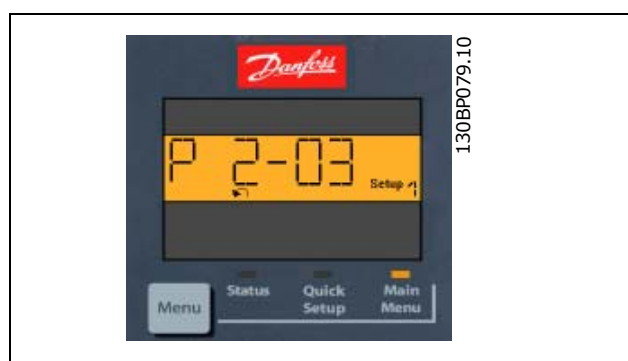 Danfoss
130BP079.10
P 2-03
Setup 1
Status
Quick Setup
Main Menu
Menu